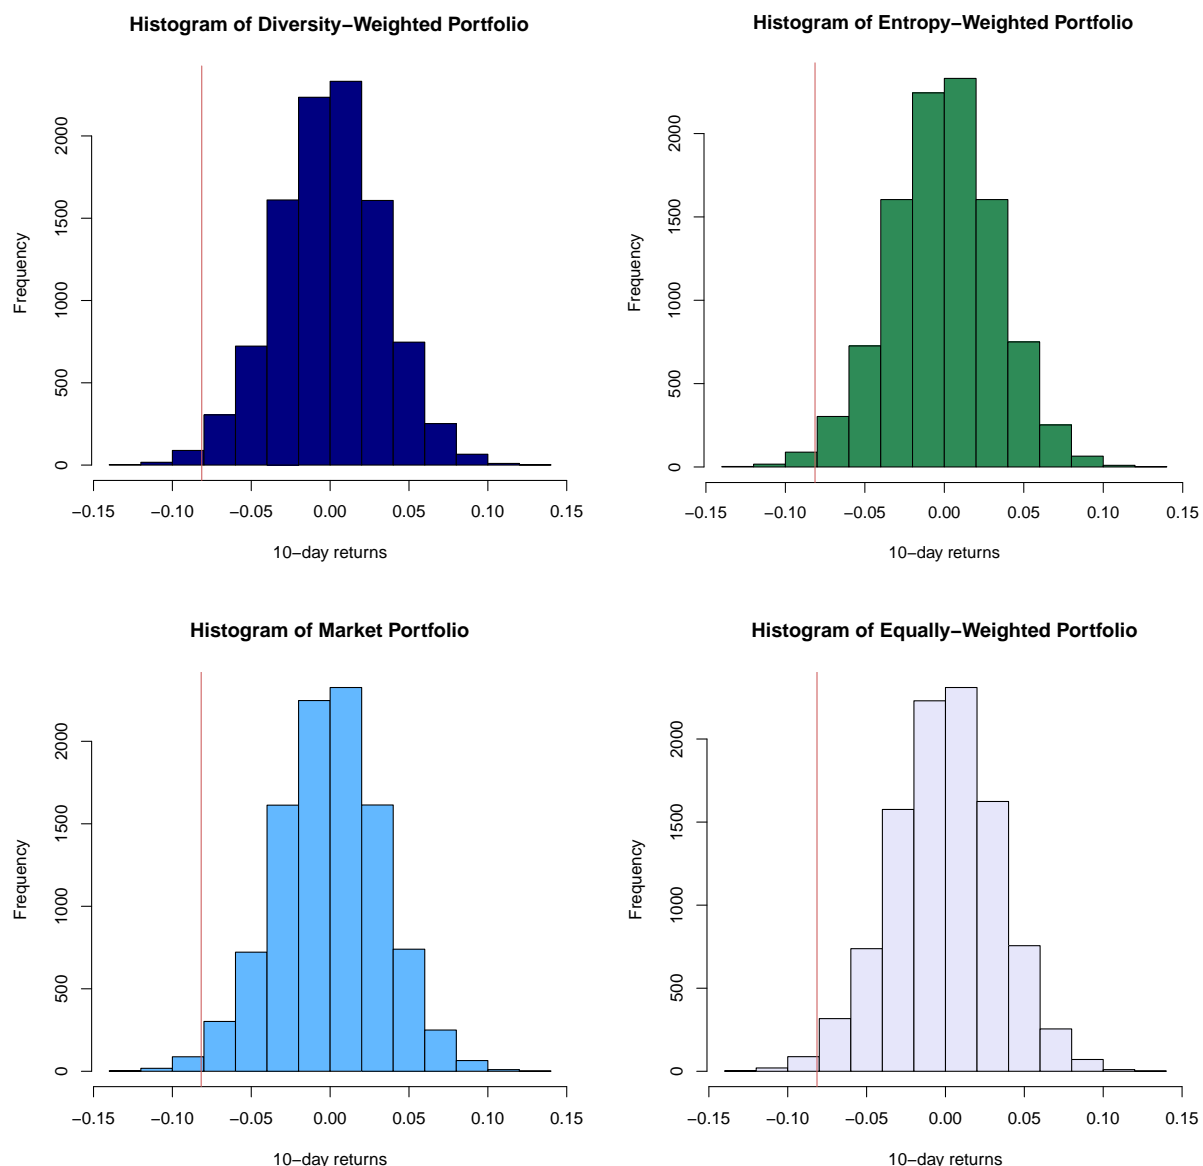 Histogram of Diversity−Weighted Portfolio
Frequency
0
500
1000
1500
2000
−0.15 −0.10 −0.05 0.00 0.05 0.10 0.15
10−day returns
Histogram of Entropy−Weighted Portfolio
Frequency
0
500
1000
1500
2000
−0.15 −0.10 −0.05 0.00 0.05 0.10 0.15
10−day returns
Histogram of Market Portfolio
Frequency
0
500
1000
1500
2000
−0.15 −0.10 −0.05 0.00 0.05 0.10 0.15
10−day returns
Histogram of Equally−Weighted Portfolio
Frequency
0
500
1000
1500
2000
−0.15 −0.10 −0.05 0.00 0.05 0.10 0.15
10−day returns